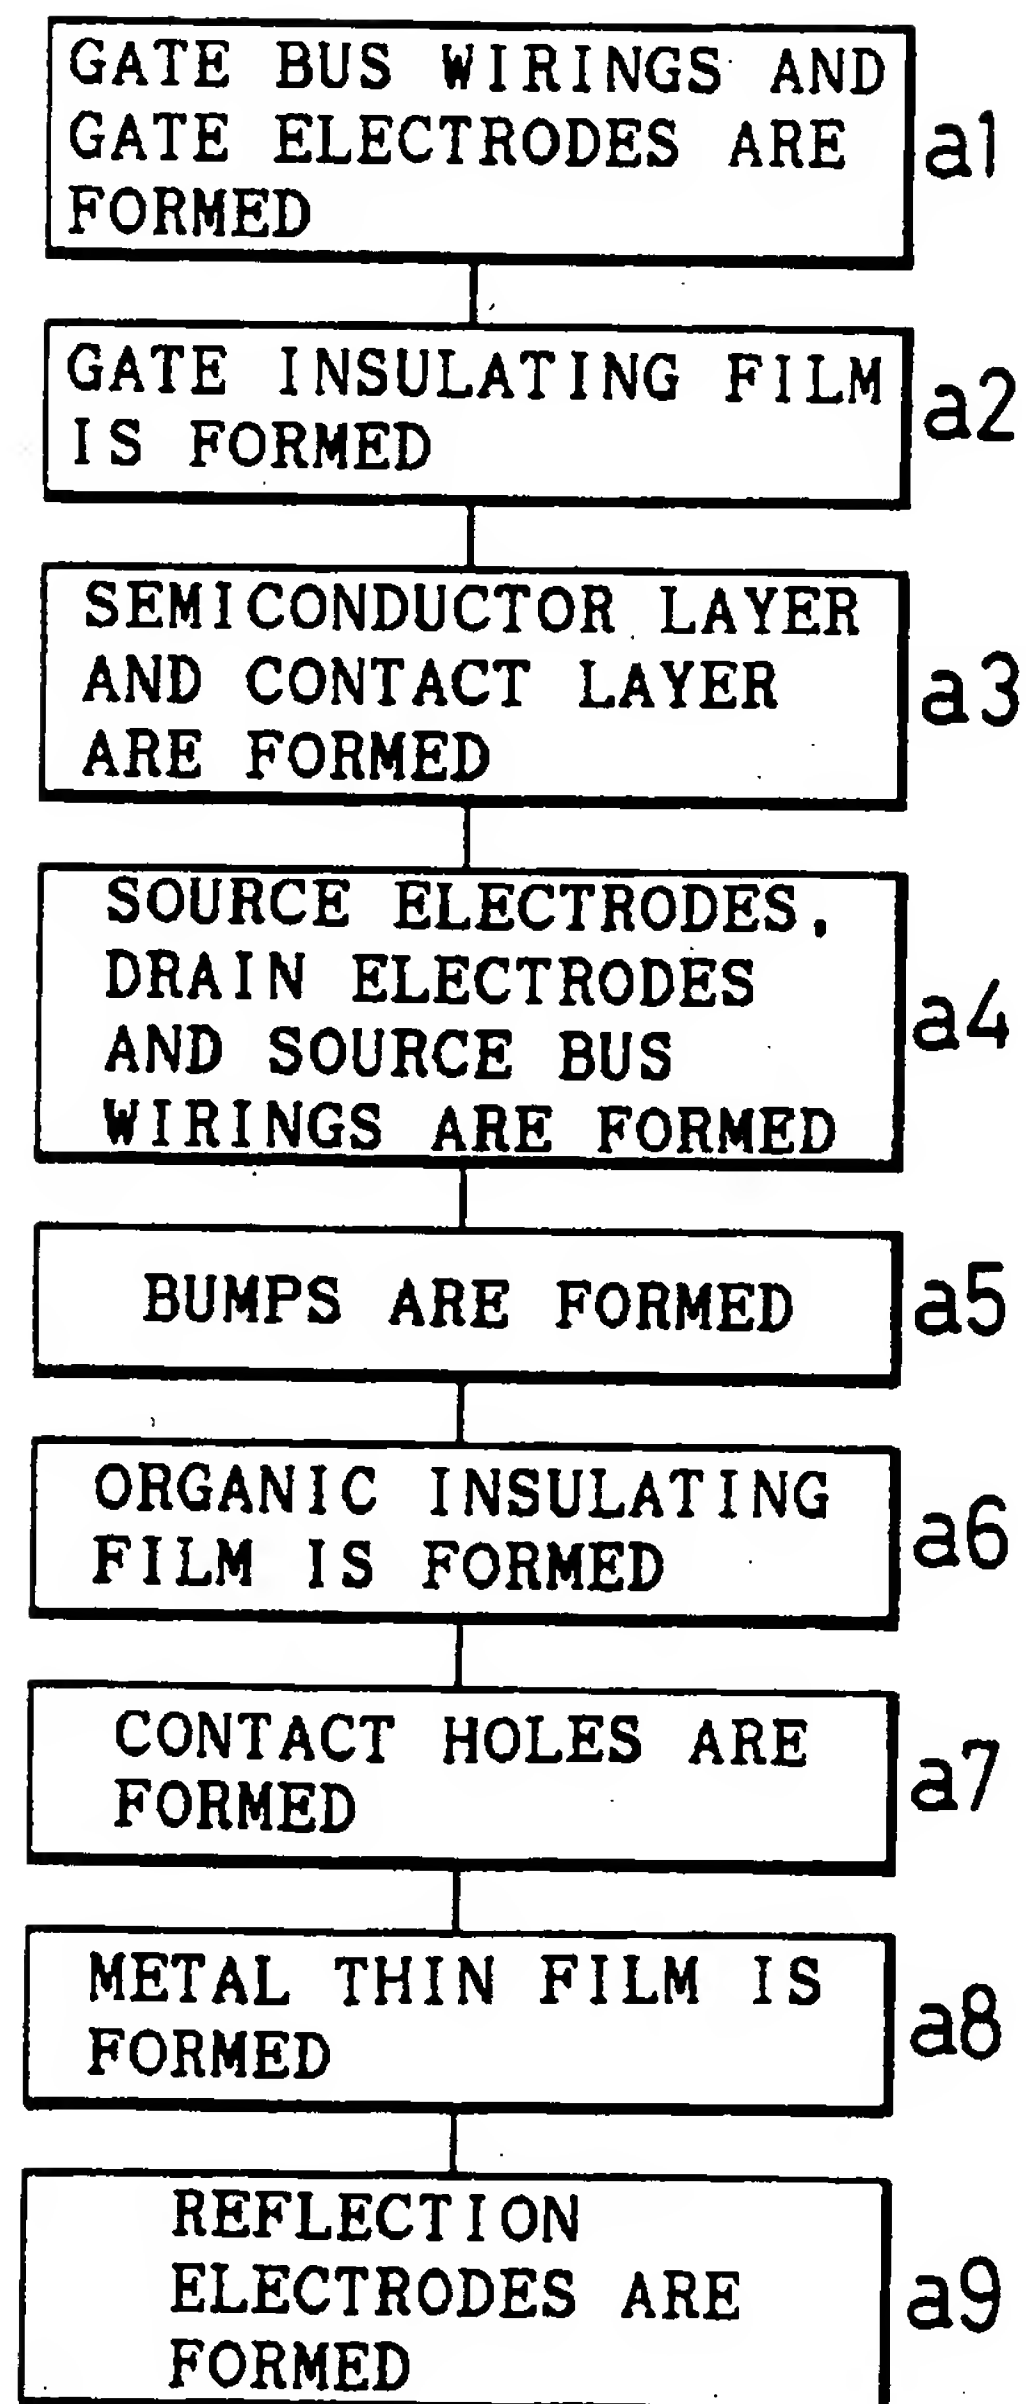 GATE BUS WIRINGS AND
GATE ELECTRODES ARE
FORMED
a1
GATE INSULATING FILM
IS FORMED
a2
SEMICONDUCTOR LAYER
AND CONTACT LAYER
ARE FORMED
a3
SOURCE ELECTRODES,
DRAIN ELECTRODES
AND SOURCE BUS
WIRINGS ARE FORMED
a4
BUMPS ARE FORMED
a5
ORGANIC INSULATING
FILM IS FORMED
a6
CONTACT HOLES ARE
FORMED
a7
METAL THIN FILM IS
FORMED
a8
REFLECTION
ELECTRODES ARE
FORMED
a9